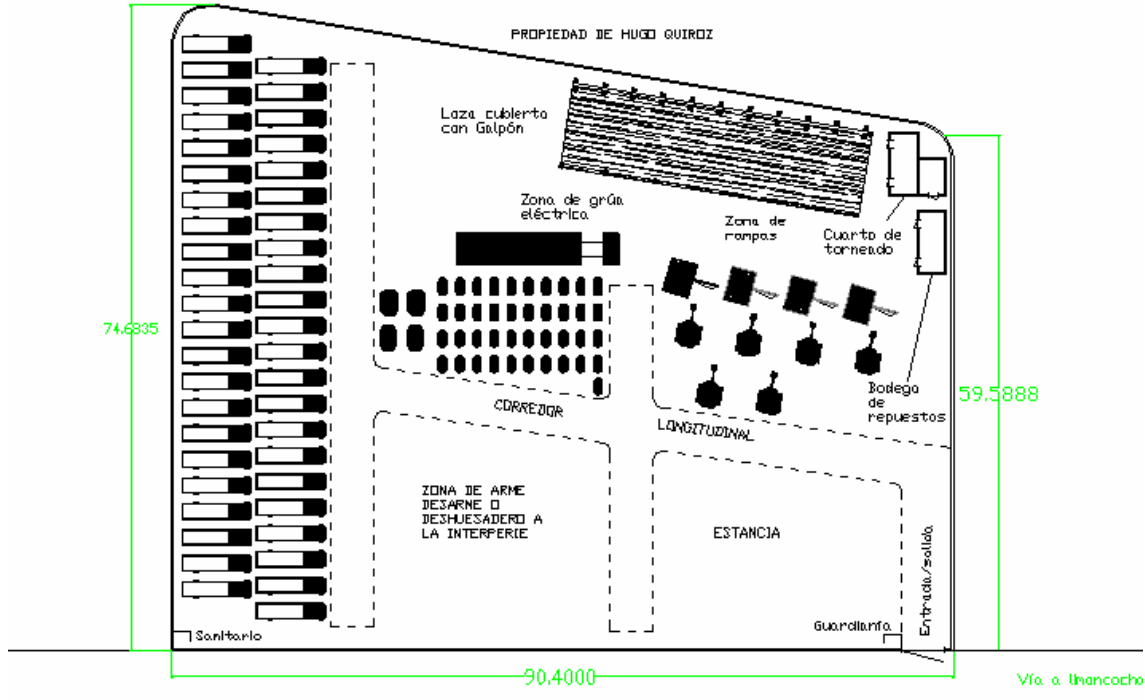 PROPIEDAD DE HUGO QUIROZ
Laza cubierta
con Galpón
Zona de grúa
eléctrica
Zona de
rampas
Cuarto de
torneado
74.6835
59.5888
Bodega
de
repuestos
CORREDOR
LONGITUDINAL
ZONA DE ARME
DESARNE O
DESHUESADERO A
LA INTERPERIE
ESTANCIA
Entrada/salida
Sanitario
Guardianía
90.4000
Vía a Umancocha